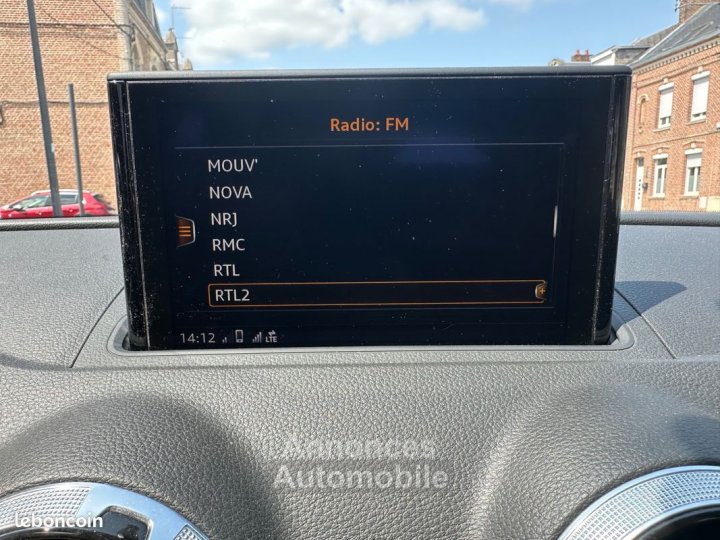 Radio: FM
MOUV'
NOVA
NRJ
RMC
RTL
RTL2
14:12 LTE
Annonces
Automobile
leboncoin